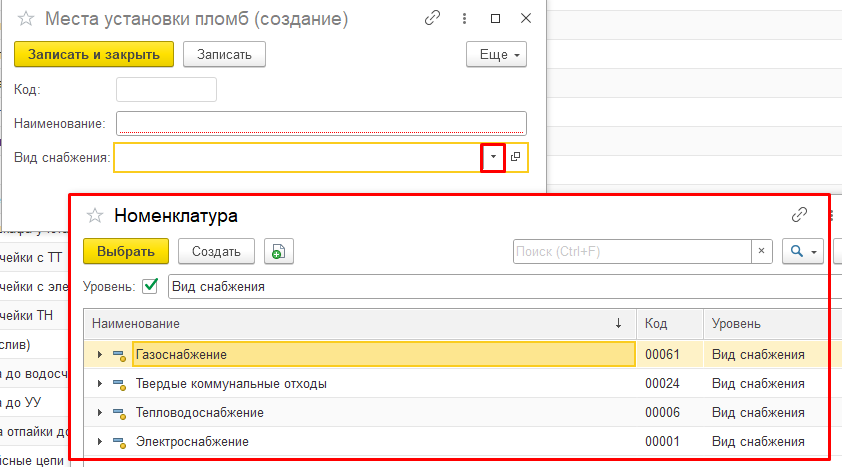 Места установки пломб (создание)
Записать и закрыть Записать Еще
Код:
Наименование:
Вид снабжения:
Номенклатура
Выбрать Создать Поиск (Ctrl+F) ×
Уровень: Вид снабжения
Наименование ↓ Код Уровень
чейки с ТТ
Газоснабжение 00061 Вид снабжения
чейки с эле
чейки ТН
Твердые коммунальные отходы 00024 Вид снабжения
слив)
до водосч
Тепловодоснабжение 00006 Вид снабжения
до УУ
а отпайки до
Электроснабжение 00001 Вид снабжения
йсные цепи